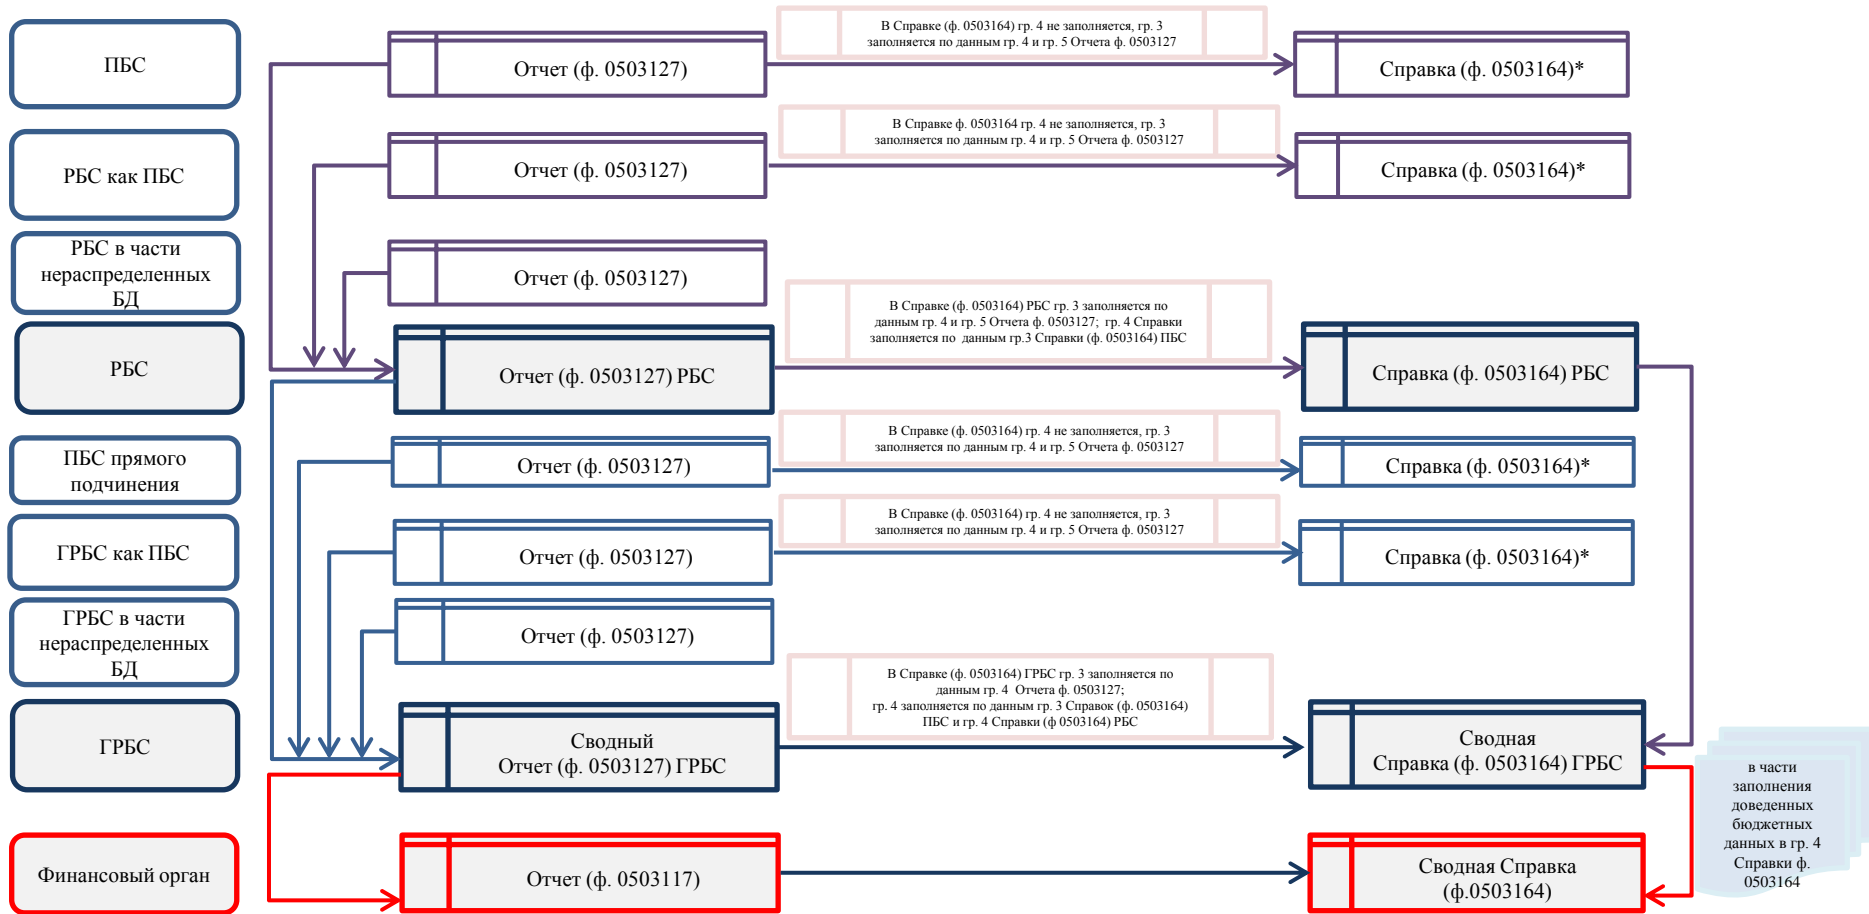 ПБС
Отчет (ф. 0503127)
В Справке (ф. 0503164) гр. 4 не заполняется, гр. 3
заполняется по данным гр. 4 и гр. 5 Отчета ф. 0503127
Справка (ф. 0503164)*
РБС как ПБС
Отчет (ф. 0503127)
В Справке ф. 0503164 гр. 4 не заполняется, гр. 3
заполняется по данным гр. 4 и гр. 5 Отчета ф. 0503127
Справка (ф. 0503164)*
РБС в части
нераспределенных
БД
Отчет (ф. 0503127)
РБС
Отчет (ф. 0503127) РБС
В Справке (ф. 0503164) РБС гр. 3 заполняется по
данным гр. 4 и гр. 5 Отчета ф. 0503127; гр. 4 Справки
заполняется по данным гр.3 Справки (ф. 0503164) ПБС
Справка (ф. 0503164) РБС
ПБС прямого
подчинения
Отчет (ф. 0503127)
В Справке (ф. 0503164) гр. 4 не заполняется, гр. 3
заполняется по данным гр. 4 и гр. 5 Отчета ф. 0503127
Справка (ф. 0503164)*
ГРБС как ПБС
Отчет (ф. 0503127)
В Справке (ф. 0503164) гр. 4 не заполняется, гр. 3
заполняется по данным гр. 4 и гр. 5 Отчета ф. 0503127
Справка (ф. 0503164)*
ГРБС в части
нераспределенных
БД
Отчет (ф. 0503127)
ГРБС
Сводный
Отчет (ф. 0503127) ГРБС
В Справке (ф. 0503164) ГРБС гр. 3 заполняется по
данным гр. 4 Отчета ф. 0503127;
гр. 4 заполняется по данным гр. 3 Справок (ф. 0503164)
ПБС и гр. 4 Справки (ф 0503164) РБС
Сводная
Справка (ф. 0503164) ГРБС
в части
заполнения
доведенных
бюджетных
данных в гр. 4
Справки ф.
0503164
Финансовый орган
Отчет (ф. 0503117)
Сводная Справка
(ф.0503164)